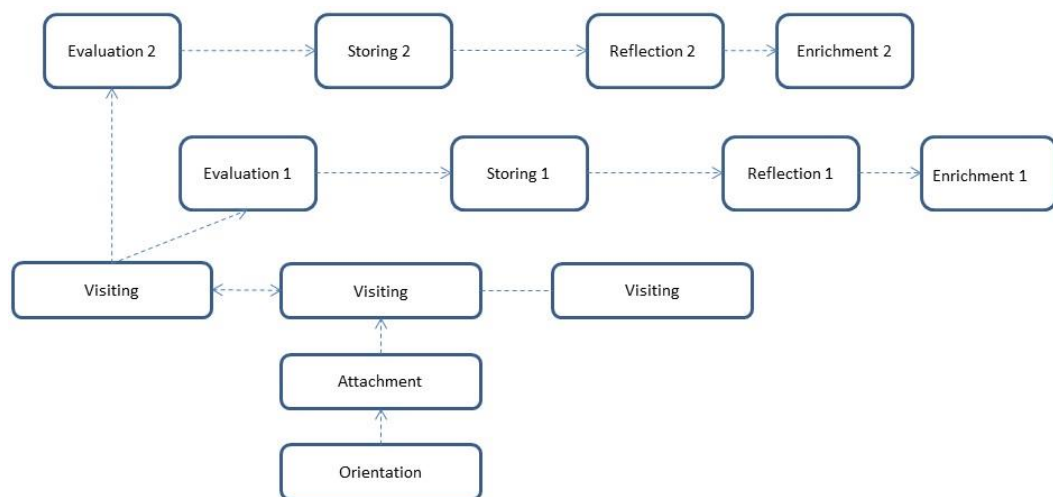 Evaluation 2
Storing 2
Reflection 2
Enrichment 2
Evaluation 1
Storing 1
Reflection 1
Enrichment 1
Visiting
Visiting
Visiting
Attachment
Orientation